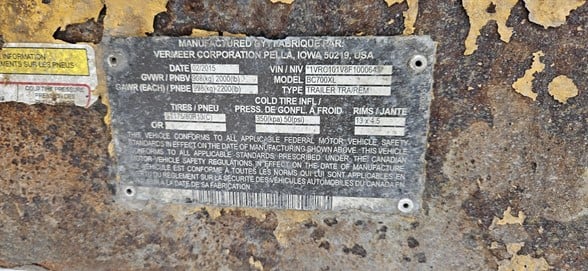 INFORMATION
MANUFACTURED BY / FABRIQUE PAR:
VERMEER CORPORATION PELLA, IOWA 50219, USA
DATE 02/2015 VIN / NIV 1VRC101V8F1000643
GVWR / PNBV (kg) 2000(lb) MODEL BC700XL
GAWR (EACH) / PNBE 998(kg) 2200(lb) TYPE TRAILER TRA/REM
COLD TIRE INFL. /
TIRES / PNEU PRESS. DE GONFL. A FROID RIMS / JANTE
ST175/80R13(C) 350(kpa) 50(psi) 13 x 4.5
OR
THIS VEHICLE CONFORMS TO ALL APPLICABLE FEDERAL MOTOR VEHICLE SAFETY
STANDARDS IN EFFECT ON THE DATE OF MANUFACTURE SHOWN ABOVE. THIS VEHICLE
CONFORMS TO ALL APPLICABLE STANDARDS PRESCRIBED UNDER THE CANADIAN
MOTOR VEHICLE SAFETY REGULATIONS IN EFFECT ON THE DATE OF MANUFACTURE /
CE VEHICULE EST CONFORME A TOUTES LES NORMES QUI LUI SONT APPLICABLES EN
VERTU DU REGLEMENT SUR LA SECURITE DES VEHICULES AUTOMOBILES DU CANADA EN
VIGUEUR A LA DATE DE SA FABRICATION.